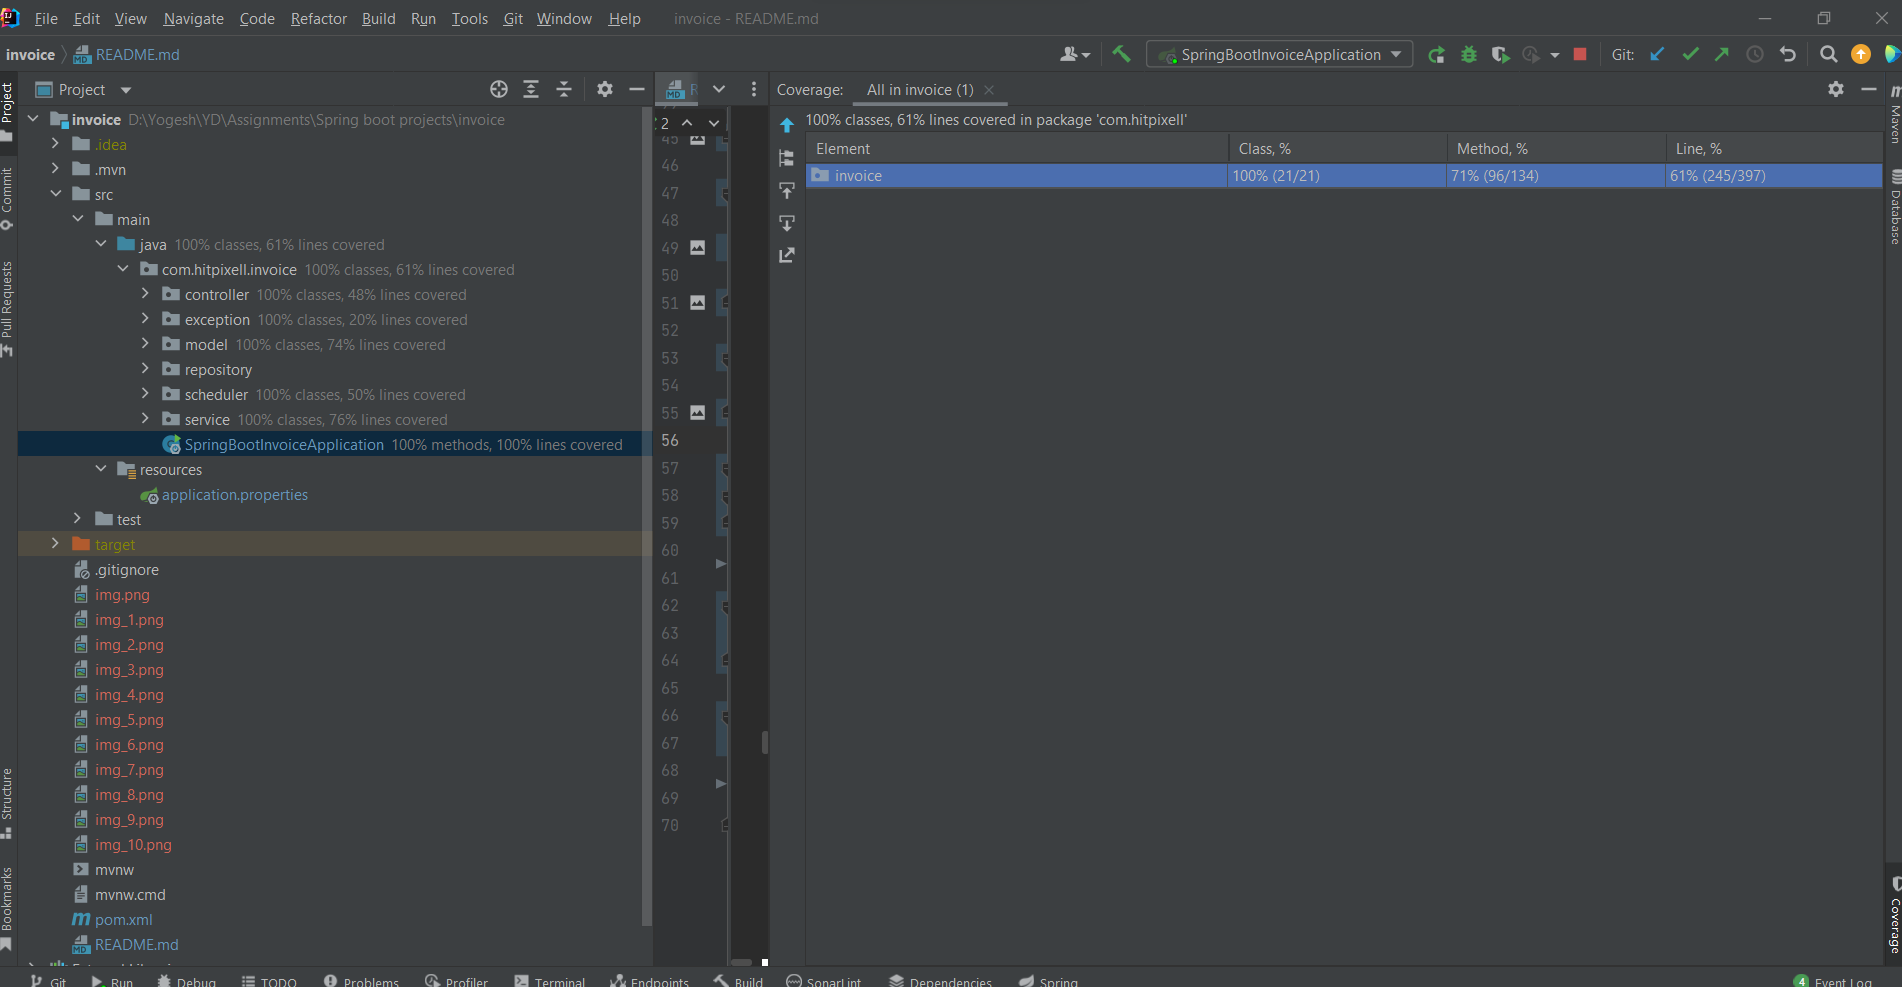 File Edit View Navigate Code Refactor Build Run Tools Git Window Help invoice - README.md
invoice README.md SpringBootInvoiceApplication Git:
Project
Coverage: All in invoice (1)
invoice D:\Yogesh\YD\Assignments\Spring boot projects\invoice
.idea
.mvn
src
main
java 100% classes, 61% lines covered
com.hitpixell.invoice 100% classes, 61% lines covered
controller 100% classes, 48% lines covered
exception 100% classes, 20% lines covered
model 100% classes, 74% lines covered
repository
scheduler 100% classes, 50% lines covered
service 100% classes, 76% lines covered
SpringBootInvoiceApplication 100% methods, 100% lines covered
resources
application.properties
test
target
.gitignore
img.png
img_1.png
img_2.png
img_3.png
img_4.png
img_5.png
img_6.png
img_7.png
img_8.png
img_9.png
img_10.png
mvnw
mvnw.cmd
pom.xml
README.md
2
45
46
47
48
49
50
51
52
53
54
55
56
57
58
59
60
61
62
63
64
65
66
67
68
69
70
100% classes, 61% lines covered in package 'com.hitpixell'
Element Class, % Method, % Line, %
invoice 100% (21/21) 71% (96/134) 61% (245/397)
Project
Commit
Pull Requests
Structure
Bookmarks
Maven
Database
Coverage
Git Run Debug TODO Problems Profiler Terminal Endpoints Build SonarLint Dependencies Spring 4 Event Log